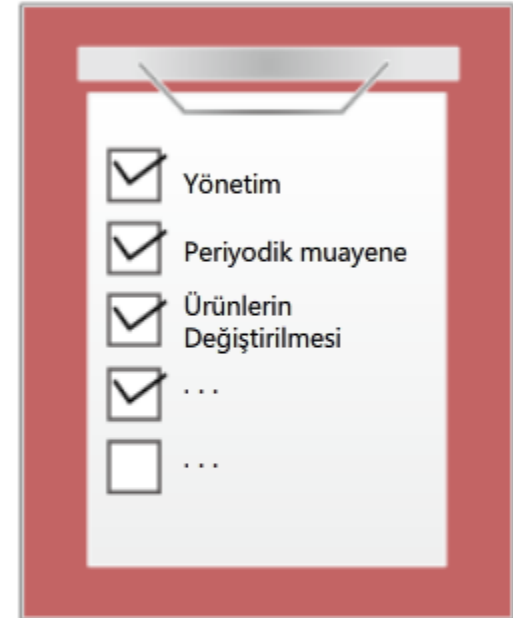 Yönetim
Periyodik muayene
Ürünlerin
Değiştirilmesi
. . .
. . .